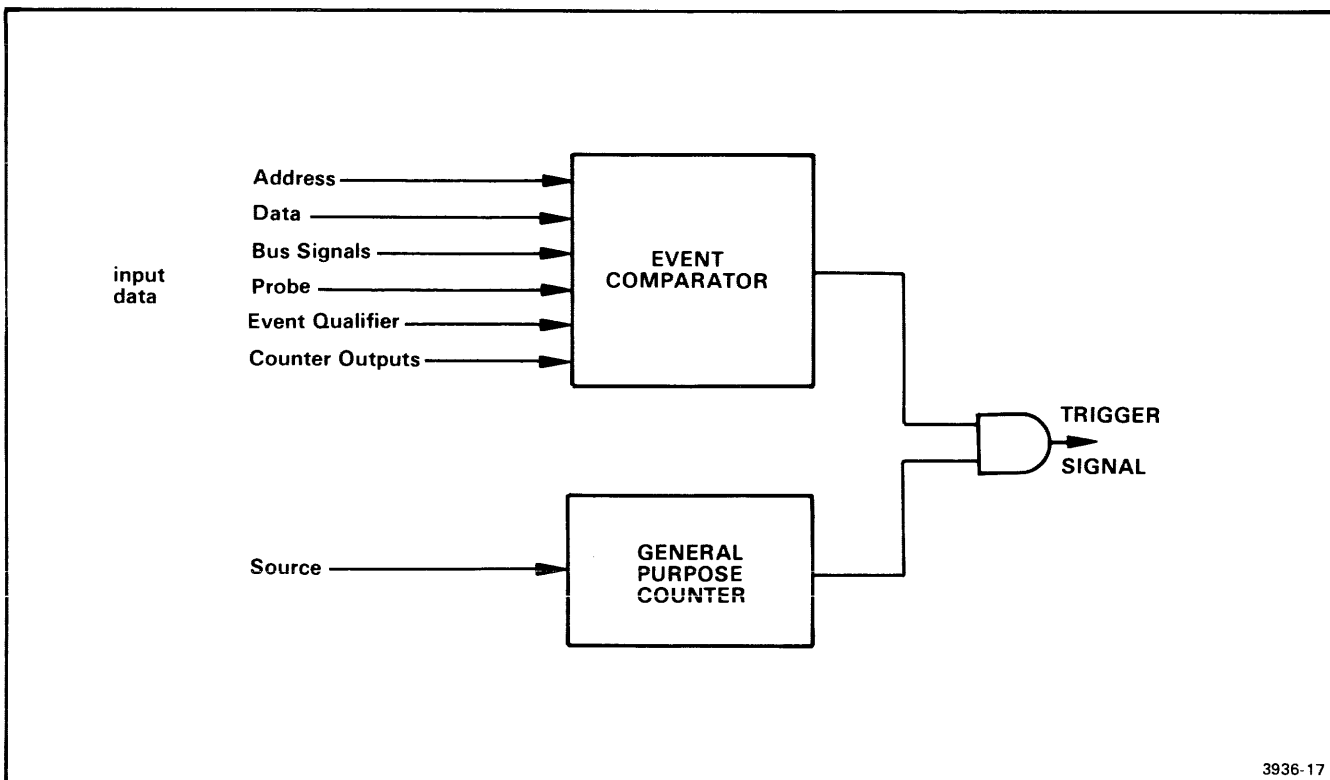 input
data
Address
Data
Bus Signals
Probe
Event Qualifier
Counter Outputs
EVENT
COMPARATOR
TRIGGER
SIGNAL
Source
GENERAL
PURPOSE
COUNTER
3936-17